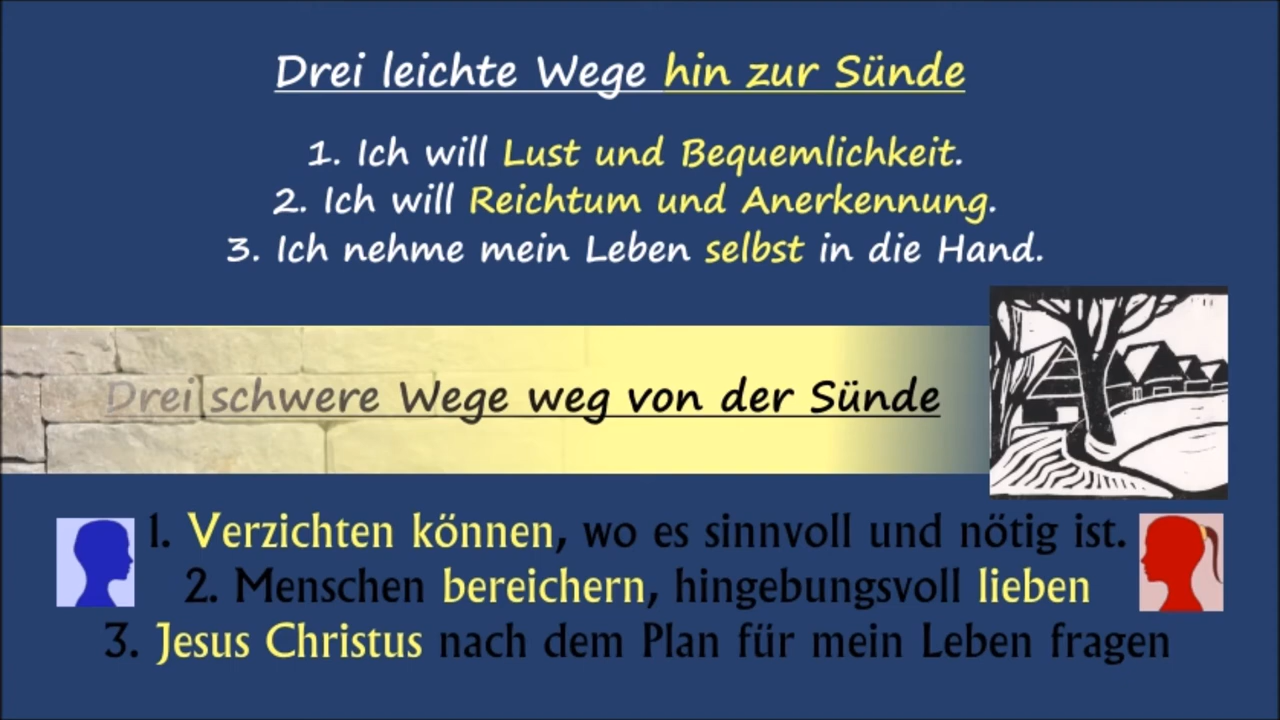 Drei leichte Wege hin zur Sünde
1. Ich will Lust und Bequemlichkeit.
2. Ich will Reichtum und Anerkennung.
3. Ich nehme mein Leben selbst in die Hand.
Drei schwere Wege weg von der Sünde
1. Verzichten können, wo es sinnvoll und nötig ist.
2. Menschen bereichern, hingebungsvoll lieben
3. Jesus Christus nach dem Plan für mein Leben fragen